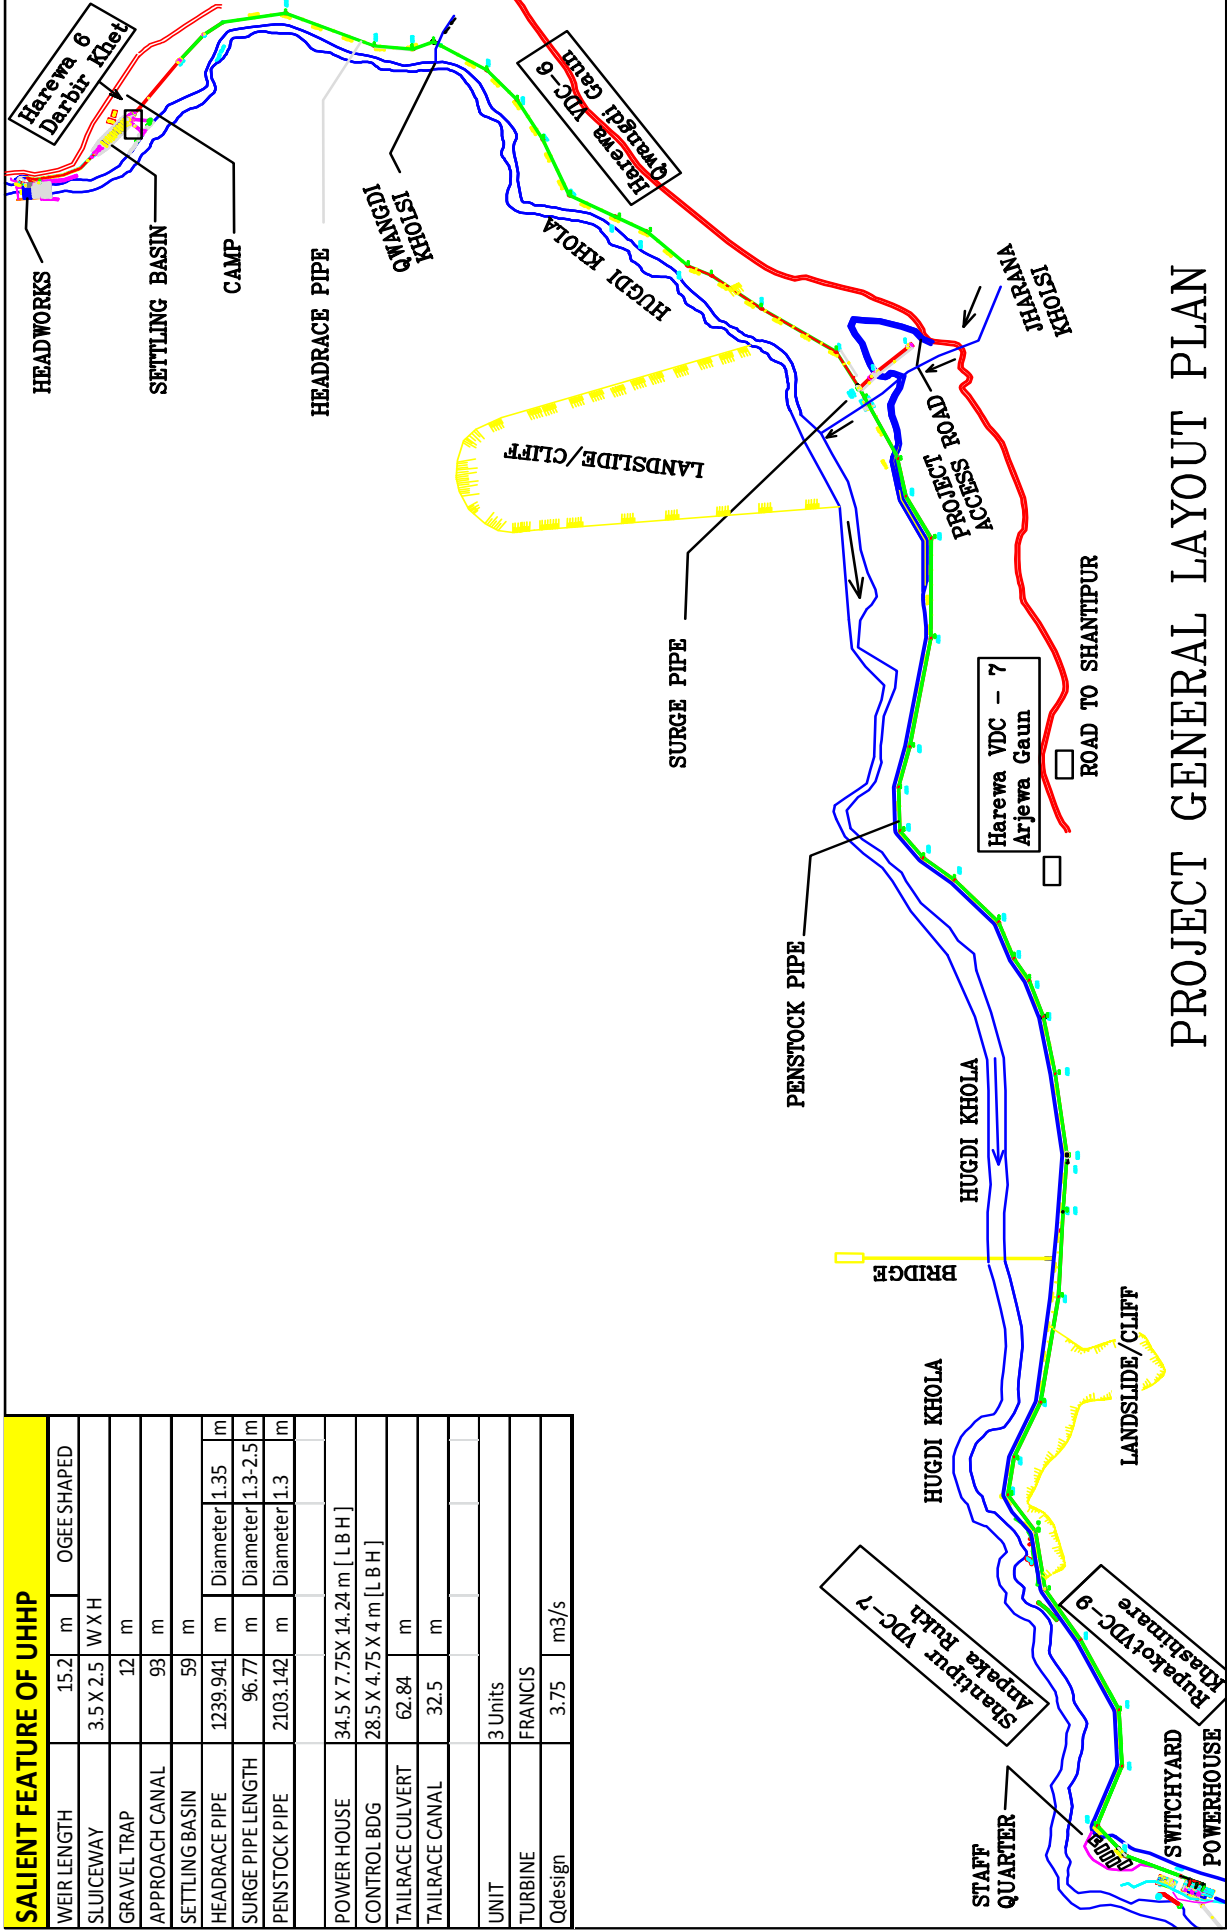 SALIENT FEATURE OF UHHP
WEIR LENGTH 15.2 m OGEE SHAPED
SLUICEWAY 3.5 X 2.5 W X H
GRAVEL TRAP 12 m
APPROACH CANAL 93 m
SETTLING BASIN 59 m
HEADRACE PIPE 1239.941 m Diameter 1.35 m
SURGE PIPE LENGTH 96.77 m Diameter 1.3-2.5 m
PENSTOCK PIPE 2103.142 m Diameter 1.3 m
POWER HOUSE 34.5 X 7.75X 14.24 m [ L B H ]
CONTROL BDG 28.5 X 4.75 X 4 m [ L B H ]
TAILRACE CULVERT 62.84 m
TAILRACE CANAL 32.5 m
UNIT 3 Units
TURBINE FRANCIS
Qdesign 3.75 m3/s
HEADWORKS
SETTLING BASIN
CAMP
HEADRACE PIPE
Harewa 6
Darbir Khet
QWANGDI
KHOLSI
Harewa VDC-6
Qwangdi Gaun
HUGDI KHOLA
LANDSLIDE/CLIFF
JHARANA
KHOLSI
PROJECT
ACCESS ROAD
SURGE PIPE
Harewa VDC - 7
Arjewa Gaun
ROAD TO SHANTIPUR
PENSTOCK PIPE
HUGDI KHOLA
BRIDGE
HUGDI KHOLA
LANDSLIDE/CLIFF
Shantipur VDC-7
Anpaka Rukh
Rupakot VDC-9
Khashimare
STAFF
QUARTER
SWITCHYARD
POWERHOUSE
PROJECT GENERAL LAYOUT PLAN